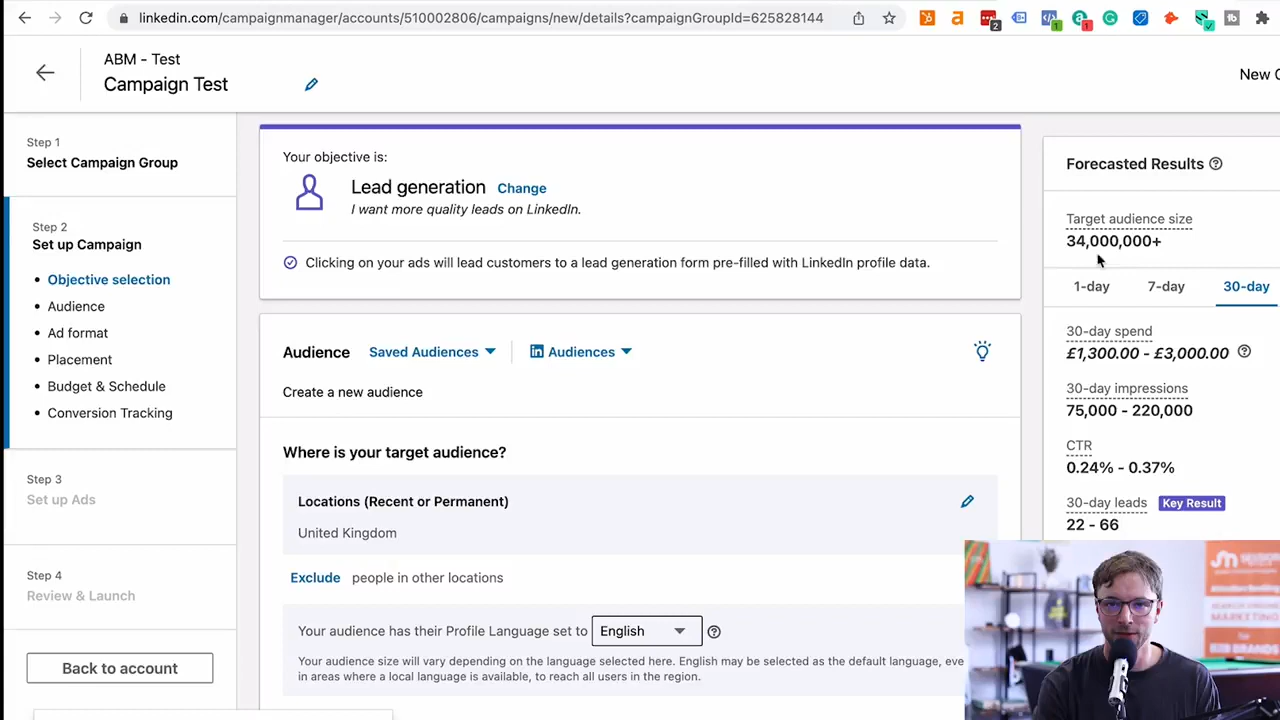 linkedin.com/campaignmanager/accounts/510002806/campaigns/new/details?campaignGroupId=625828144
2
1
1
ABM - Test
Campaign Test
New
Step 1
Select Campaign Group
Step 2
Set up Campaign
Objective selection
Audience
Ad format
Placement
Budget & Schedule
Conversion Tracking
Step 3
Set up Ads
Step 4
Review & Launch
Back to account
Your objective is:
Lead generation Change
I want more quality leads on LinkedIn.
Clicking on your ads will lead customers to a lead generation form pre-filled with LinkedIn profile data.
Audience Saved Audiences in Audiences
Create a new audience
Where is your target audience?
Locations (Recent or Permanent)
United Kingdom
Exclude people in other locations
Your audience has their Profile Language set to English
Your audience size will vary depending on the language selected here. English may be selected as the default language, eve
in areas where a local language is available, to reach all users in the region.
Forecasted Results
Target audience size
34,000,000+
1-day 7-day 30-day
30-day spend
£1,300.00 - £3,000.00
30-day impressions
75,000 - 220,000
CTR
0.24% - 0.37%
30-day leads Key Result
22 - 66
MARKETING
B2B BRANDS